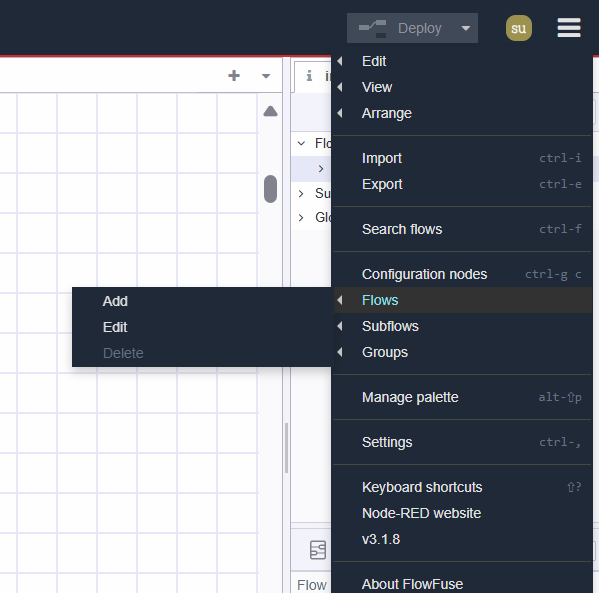 Deploy
su
Edit
View
Arrange
Import ctrl-i
Export ctrl-e
Search flows ctrl-f
Configuration nodes ctrl-g c
Flows
Add
Edit
Delete
Subflows
Groups
Manage palette alt-⇧p
Settings ctrl-,
Keyboard shortcuts ⇧?
Node-RED website
v3.1.8
About FlowFuse
i
Flo
Su
Glo
Flow